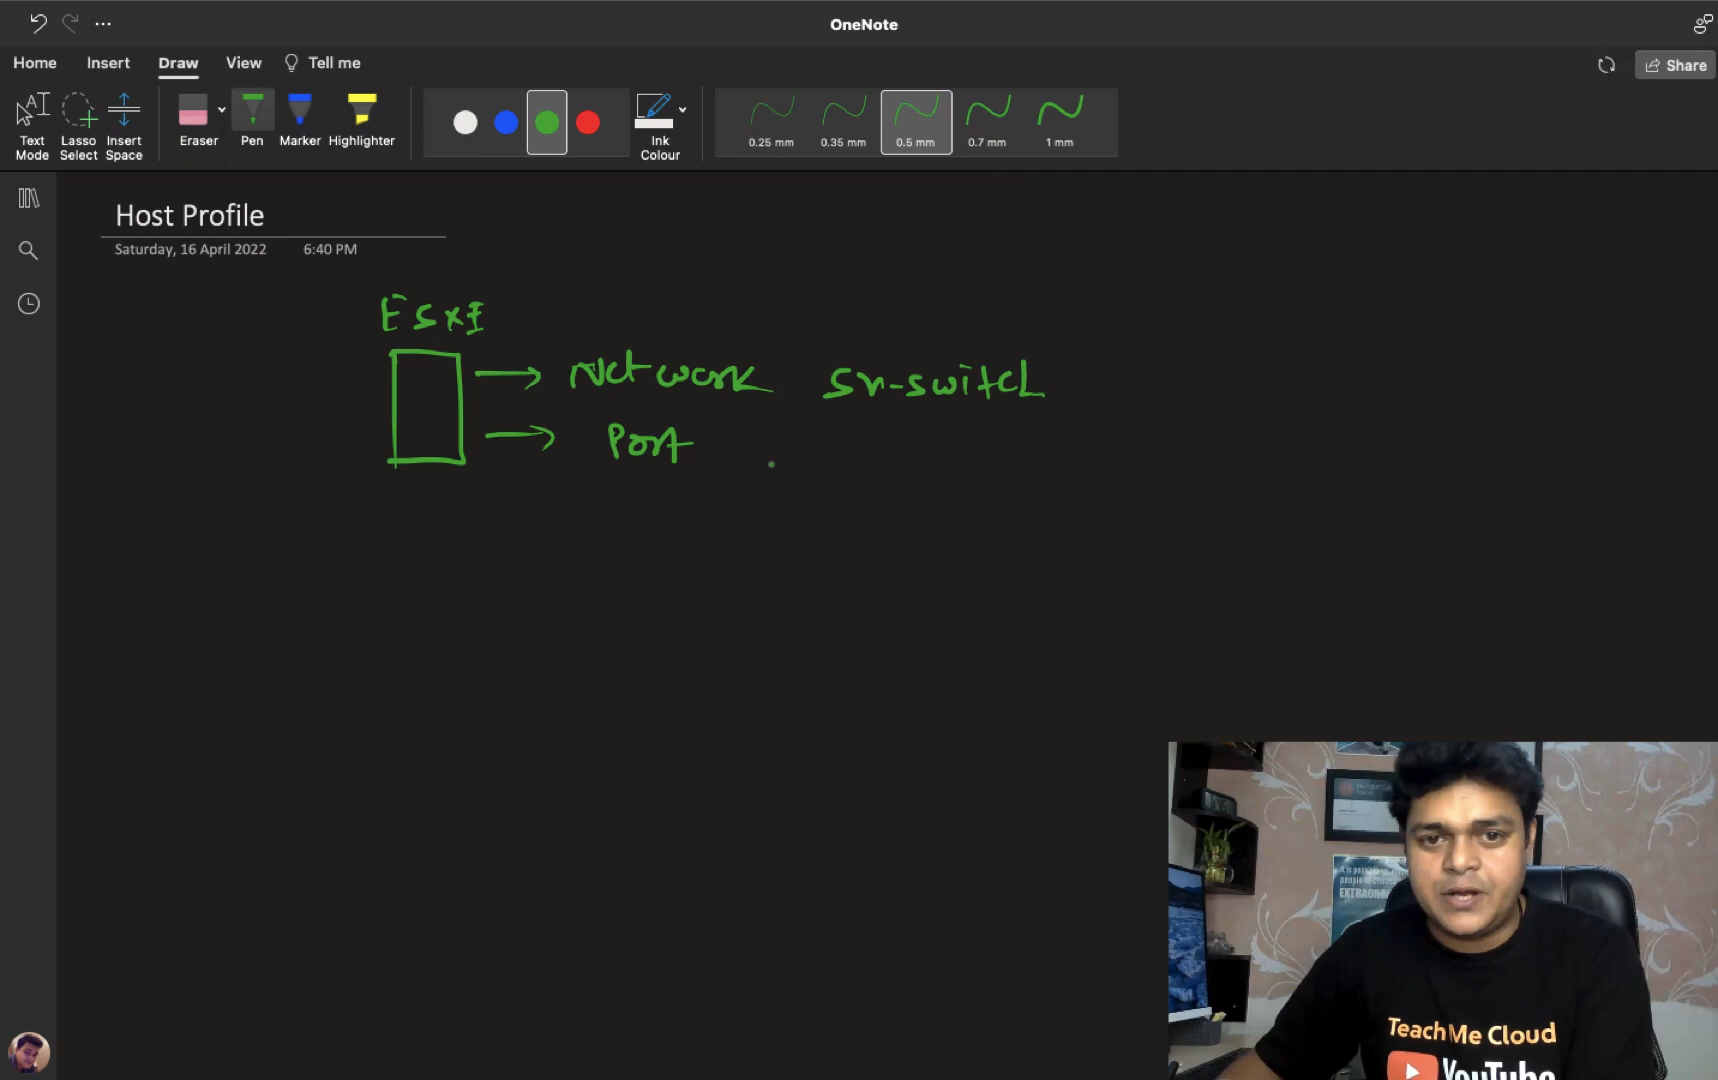 OneNote
Home Insert Draw View Tell me
Share
Text Mode
Lasso Select
Insert Space
Eraser
Pen
Marker
Highlighter
Ink Colour
0.25 mm
0.35 mm
0.5 mm
0.7 mm
1 mm
Host Profile
Saturday, 16 April 2022 6:40 PM
ESXI
Network
Port
EXTRAORD
TeachMe Cloud
YouTube